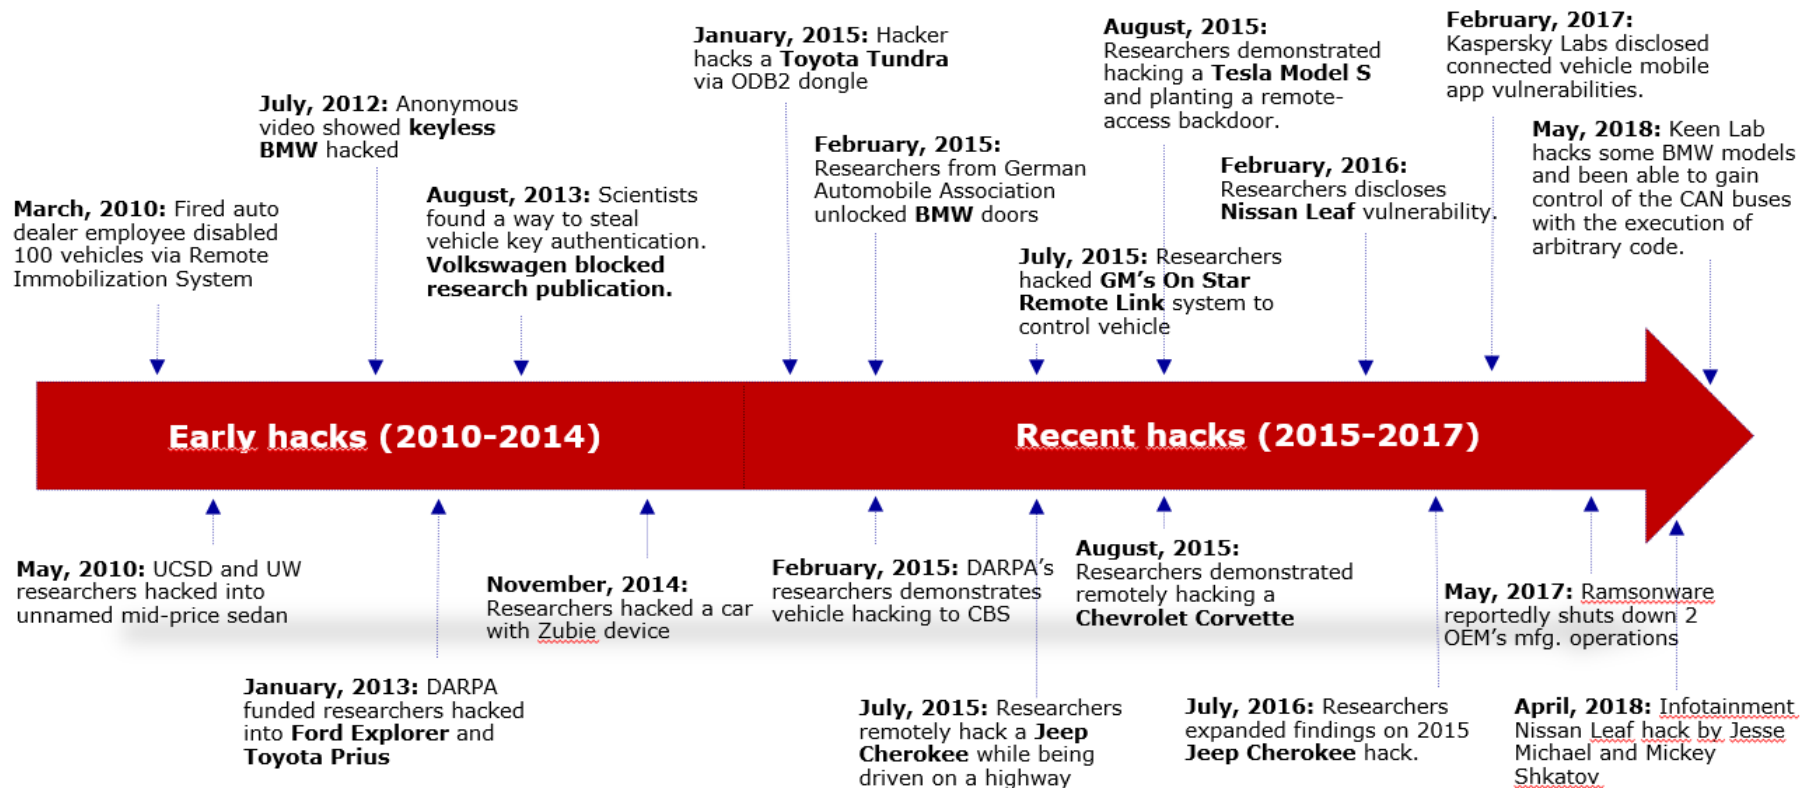 March, 2010: Fired auto
dealer employee disabled
100 vehicles via Remote
Immobilization System
July, 2012: Anonymous
video showed keyless
BMW hacked
August, 2013: Scientists
found a way to steal
vehicle key authentication.
Volkswagen blocked
research publication.
January, 2015: Hacker
hacks a Toyota Tundra
via ODB2 dongle
February, 2015:
Researchers from German
Automobile Association
unlocked BMW doors
July, 2015: Researchers
hacked GM’s On Star
Remote Link system to
control vehicle
August, 2015:
Researchers demonstrated
hacking a Tesla Model S
and planting a remote-
access backdoor.
February, 2016:
Researchers discloses
Nissan Leaf vulnerability.
February, 2017:
Kaspersky Labs disclosed
connected vehicle mobile
app vulnerabilities.
May, 2018: Keen Lab
hacks some BMW models
and been able to gain
control of the CAN buses
with the execution of
arbitrary code.
Early hacks (2010-2014)
Recent hacks (2015-2017)
May, 2010: UCSD and UW
researchers hacked into
unnamed mid-price sedan
January, 2013: DARPA
funded researchers hacked
into Ford Explorer and
Toyota Prius
November, 2014:
Researchers hacked a car
with Zubie device
February, 2015: DARPA’s
researchers demonstrates
vehicle hacking to CBS
July, 2015: Researchers
remotely hack a Jeep
Cherokee while being
driven on a highway
August, 2015:
Researchers demonstrated
remotely hacking a
Chevrolet Corvette
July, 2016: Researchers
expanded findings on 2015
Jeep Cherokee hack.
May, 2017: Ramsonware
reportedly shuts down 2
OEM’s mfg. operations
April, 2018: Infotainment
Nissan Leaf hack by Jesse
Michael and Mickey
Shkatov